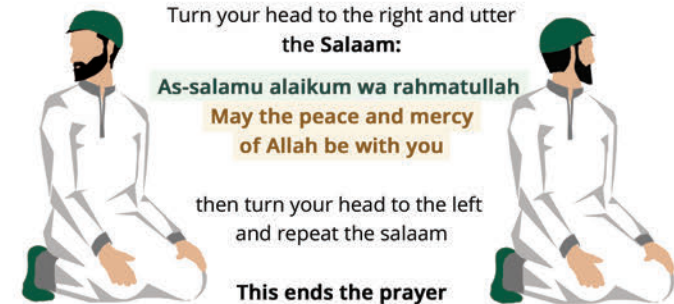 Turn your head to the right and utter
the Salaam:
As-salamu alaikum wa rahmatullah
May the peace and mercy
of Allah be with you
then turn your head to the left
and repeat the salaam
This ends the prayer